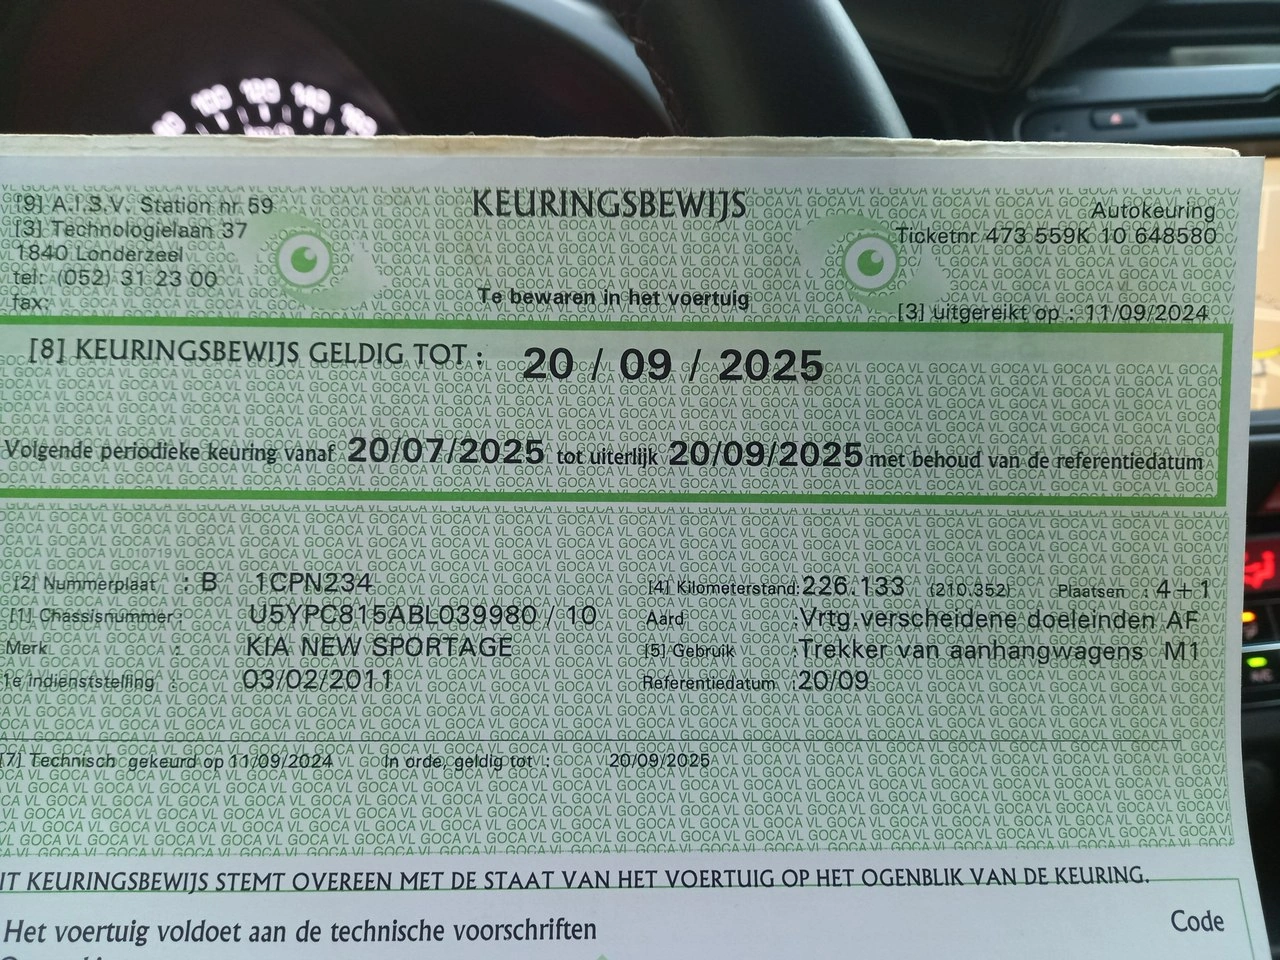 KEURINGSBEWIJS
[9] A.I.B.V. Station nr 59
[3] Technologielaan 37
1840 Londerzeel
tel: (052) 31 23 00
fax:
Autokeuring
Ticketnr 473 559K 10 648580
Te bewaren in het voertuig
[3] uitgereikt op : 11/09/2024
[8] KEURINGSBEWIJS GELDIG TOT : 20 / 09 / 2025
Volgende periodieke keuring vanaf 20/07/2025 tot uiterlijk 20/09/2025 met behoud van de referentiedatum
[2] Nummerplaat : B 1CPN234
[1] Chassisnummer : U5YPC815ABL039980 / 10
Merk : KIA NEW SPORTAGE
1e indienststelling : 03/02/2011
[4] Kilometerstand: 226.133 (210.352) Plaatsen : 4+1
Aard : Vrtg.verscheidene doeleinden AF
[5] Gebruik : Trekker van aanhangwagens M1
Referentiedatum : 20/09
[7] Technisch gekeurd op 11/09/2024 In orde, geldig tot : 20/09/2025
IT KEURINGSBEWIJS STEMT OVEREEN MET DE STAAT VAN HET VOERTUIG OP HET OGENBLIK VAN DE KEURING.
Het voertuig voldoet aan de technische voorschriften
Code